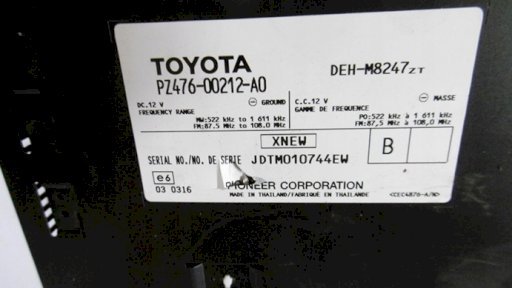 TOYOTA
PZ476-00212-A0
DEH-M8247ZT
DC.12 V ⊖ GROUND
FREQUENCY RANGE
MW:522 kHz to 1 611 kHz
FM:87.5 MHz to 108.0 MHz
C.C.12 V ⊖ MASSE
GAMME DE FREQUENCE
PO:522 kHz à 1 611 kHz
FM:87,5 MHz à 108,0 MHz
XNEW
B
SERIAL NO./NO. DE SERIE JDTM010744EW
e6
03 0316
PIONEER CORPORATION
MADE IN THAILAND/FABRIQUÉ EN THAILANDE
<CEC4876-A/N>